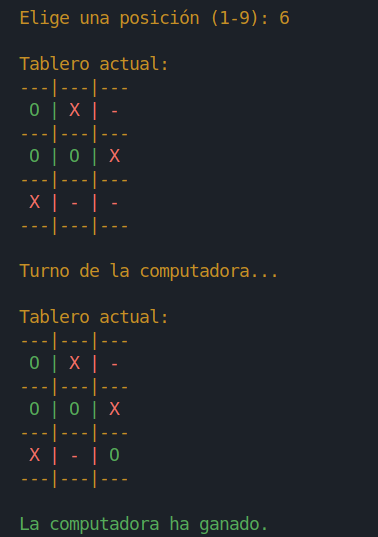 Elige una posición (1-9): 6
Tablero actual:
---|---|---
O | X | -
---|---|---
O | O | X
---|---|---
X | - | -
---|---|---
Turno de la computadora...
Tablero actual:
---|---|---
O | X | -
---|---|---
O | O | X
---|---|---
X | - | O
---|---|---
La computadora ha ganado.